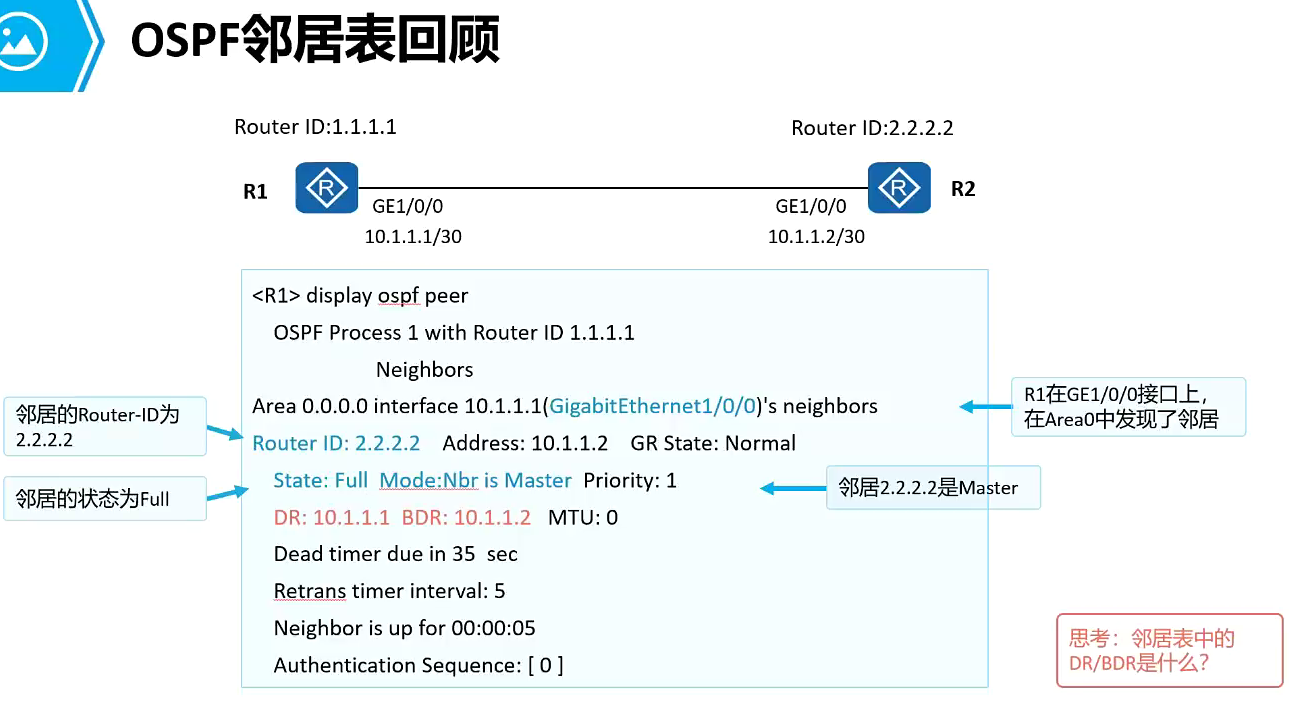 OSPF邻居表回顾
Router ID:1.1.1.1
Router ID:2.2.2.2
R1
R
R
R2
GE1/0/0
GE1/0/0
10.1.1.1/30
10.1.1.2/30
<R1> display ospf peer
OSPF Process 1 with Router ID 1.1.1.1
Neighbors
Area 0.0.0.0 interface 10.1.1.1(GigabitEthernet1/0/0)'s neighbors
Router ID: 2.2.2.2 Address: 10.1.1.2 GR State: Normal
State: Full Mode:Nbr is Master Priority: 1
DR: 10.1.1.1 BDR: 10.1.1.2 MTU: 0
Dead timer due in 35 sec
Retrans timer interval: 5
Neighbor is up for 00:00:05
Authentication Sequence: [ 0 ]
邻居的Router-ID为
2.2.2.2
邻居的状态为Full
R1在GE1/0/0接口上，
在Area0中发现了邻居
邻居2.2.2.2是Master
思考：邻居表中的
DR/BDR是什么？